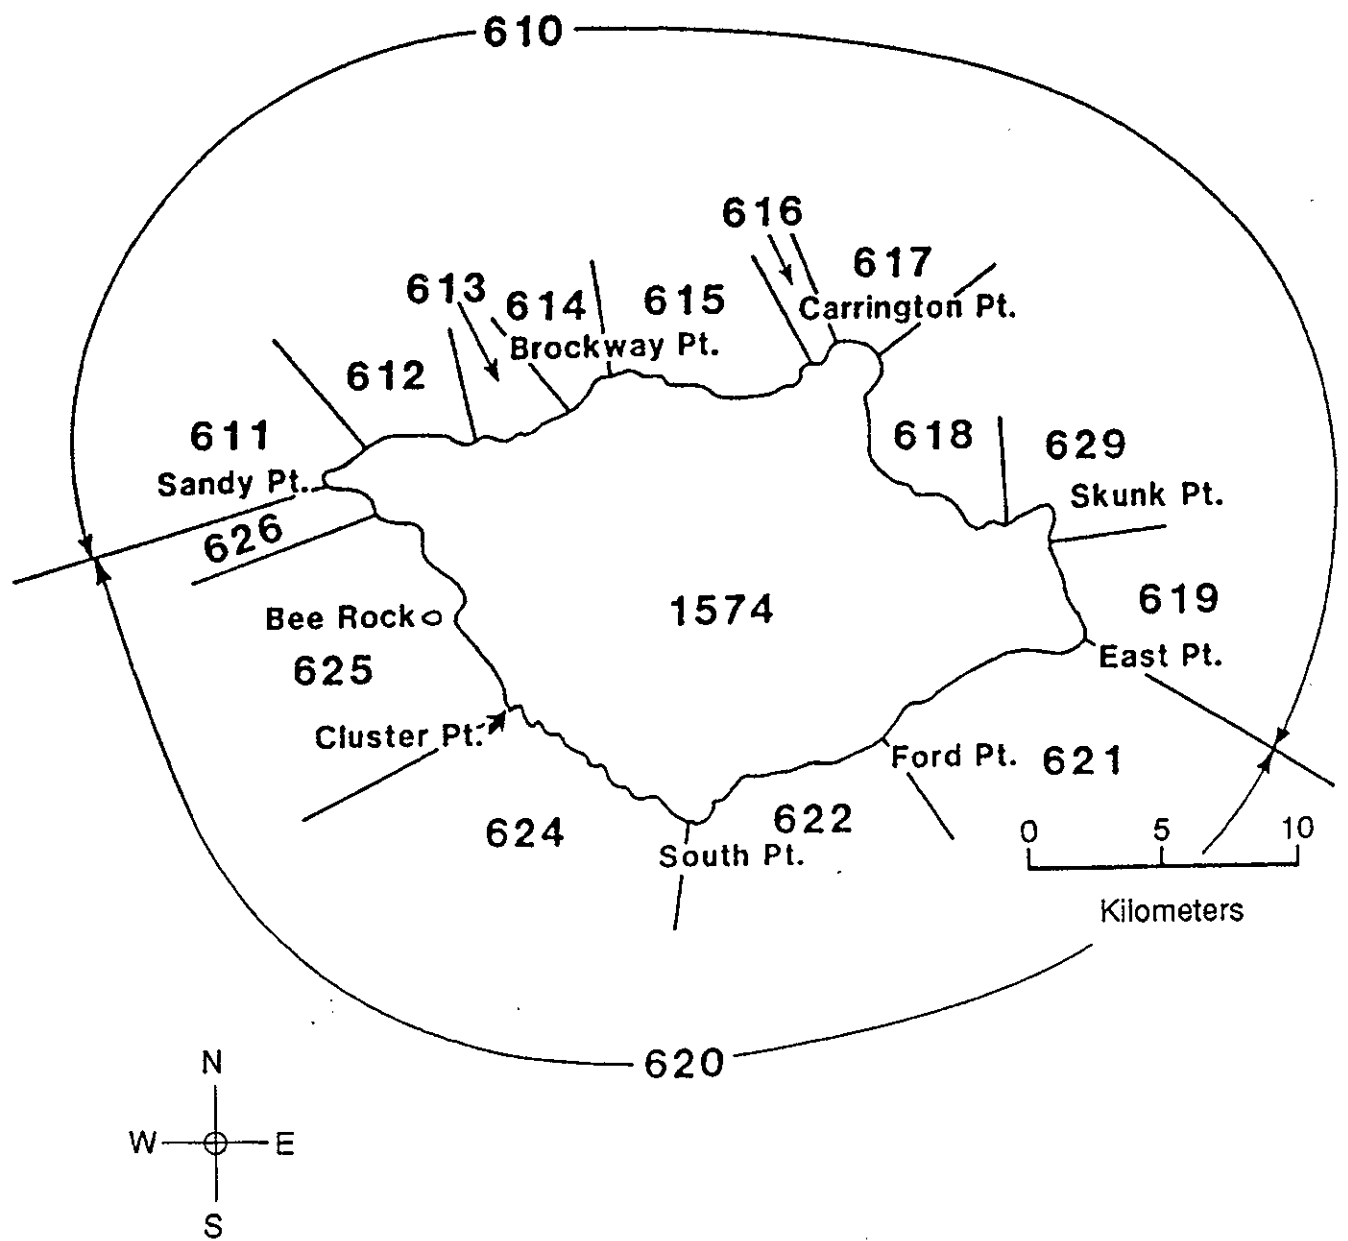 610
616
617
613
614
615
Carrington Pt.
Brockway Pt.
612
611
618
629
Sandy Pt.
Skunk Pt.
626
1574
619
Bee Rock
East Pt.
625
Cluster Pt.
Ford Pt.
621
624
622
0 5 10
South Pt.
Kilometers
620
N
W E
S